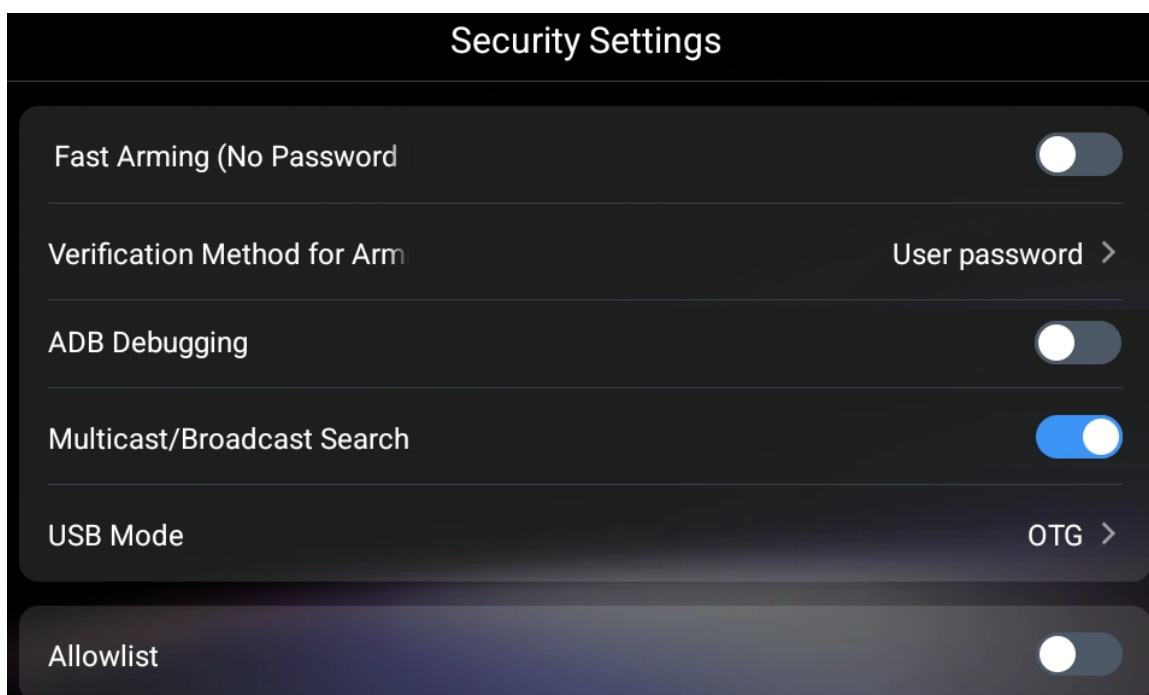 Security Settings
Fast Arming (No Password
Verification Method for Arm
User password
ADB Debugging
Multicast/Broadcast Search
USB Mode
OTG
Allowlist